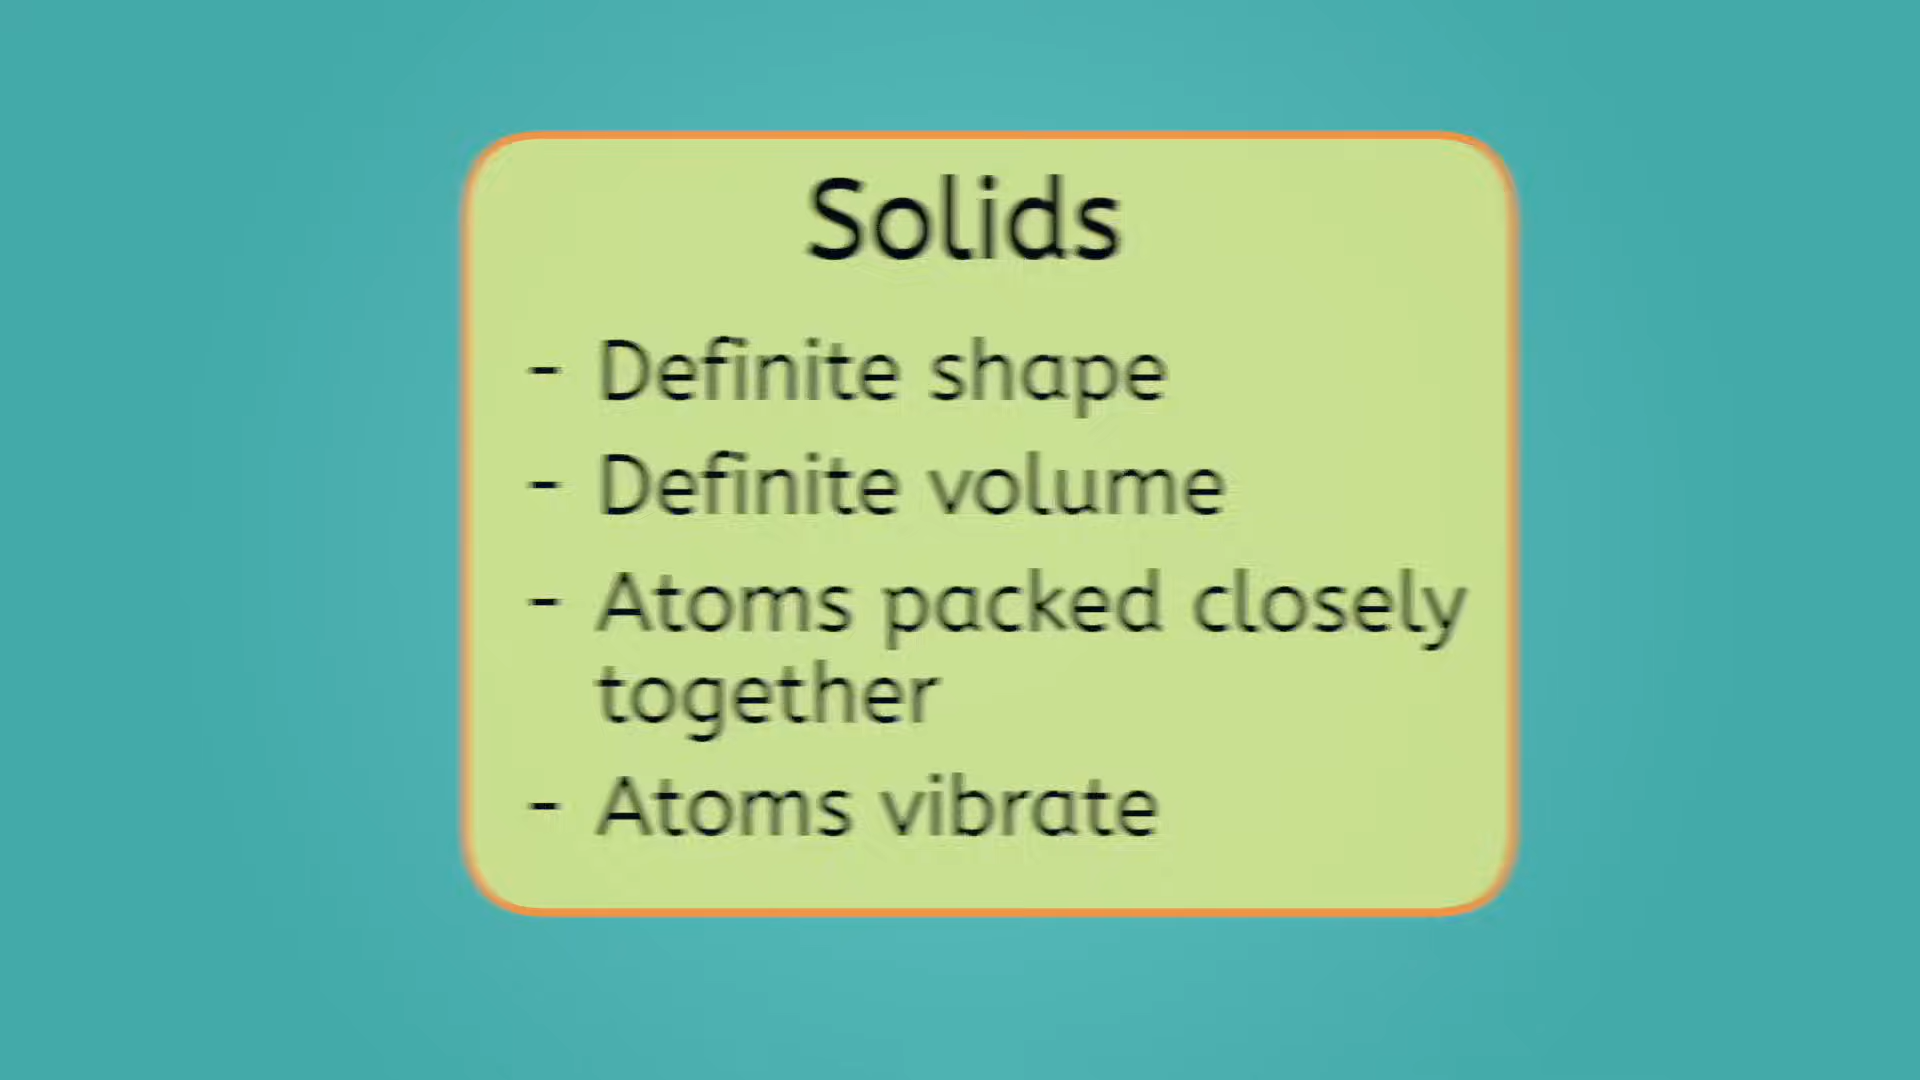 Solids
- Definite shape
- Definite volume
- Atoms packed closely
together
- Atoms vibrate